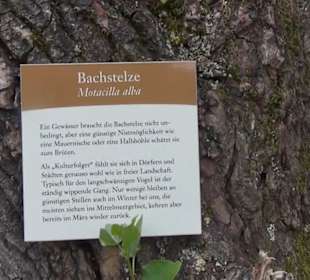 Bachstelze
Motacilla alba
Ein Gewässer braucht die Bachstelze nicht un-
bedingt, aber eine günstige Nistmöglichkeit wie
eine Mauernische oder eine Halbhöhle schätzt sie
zum Brüten.
Als „Kulturfolger“ fühlt sie sich in Dörfern und
Städten genauso wohl wie in freier Landschaft.
Typisch für den langschwänzigen Vogel ist der
ständig wippende Gang. Nur wenige bleiben an
günstigen Stellen auch im Winter bei uns, die
meisten ziehen ins Mittelmeergebiet, kehren aber
bereits im März wieder zurück.